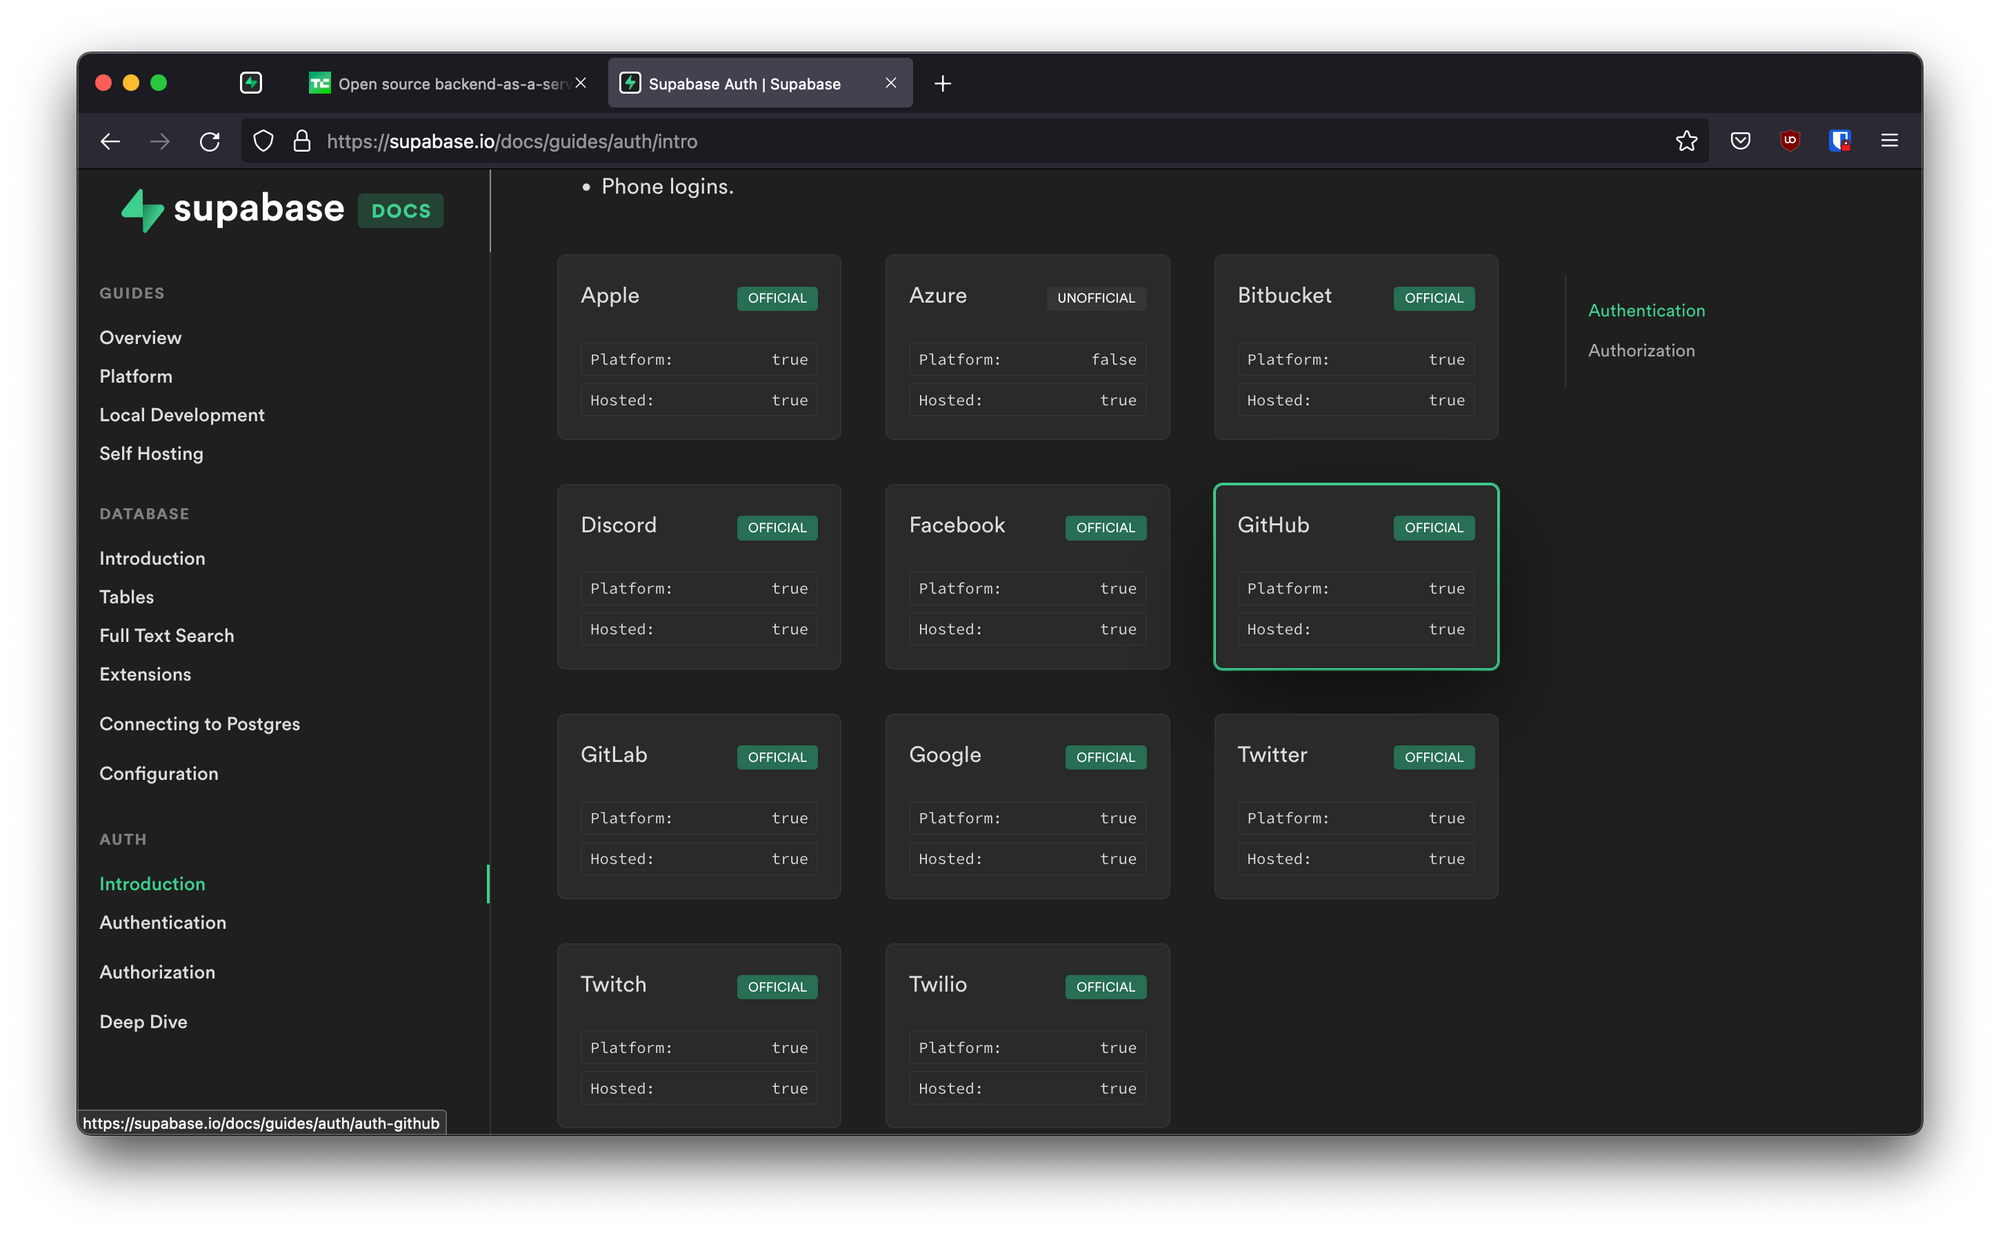 Open source backend-as-a-serv
Supabase Auth | Supabase
https://supabase.io/docs/guides/auth/intro
supabase DOCS
GUIDES
Overview
Platform
Local Development
Self Hosting
DATABASE
Introduction
Tables
Full Text Search
Extensions
Connecting to Postgres
Configuration
AUTH
Introduction
Authentication
Authorization
Deep Dive
https://supabase.io/docs/guides/auth/auth-github
• Phone logins.
Apple OFFICIAL
Platform: true
Hosted: true
Azure UNOFFICIAL
Platform: false
Hosted: true
Bitbucket OFFICIAL
Platform: true
Hosted: true
Discord OFFICIAL
Platform: true
Hosted: true
Facebook OFFICIAL
Platform: true
Hosted: true
GitHub OFFICIAL
Platform: true
Hosted: true
GitLab OFFICIAL
Platform: true
Hosted: true
Google OFFICIAL
Platform: true
Hosted: true
Twitter OFFICIAL
Platform: true
Hosted: true
Twitch OFFICIAL
Platform: true
Hosted: true
Twilio OFFICIAL
Platform: true
Hosted: true
Authentication
Authorization